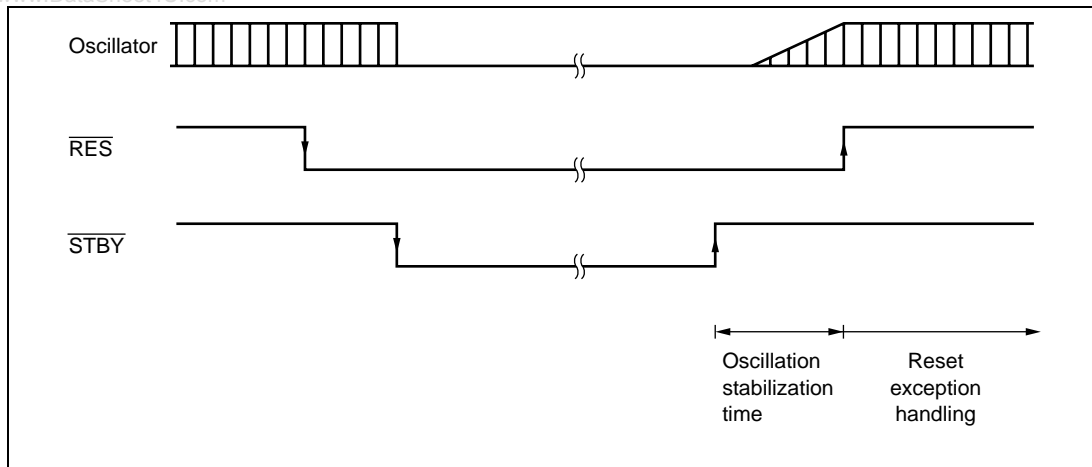 Oscillator
RES
STBY
Oscillation
stabilization
time
Reset
exception
handling